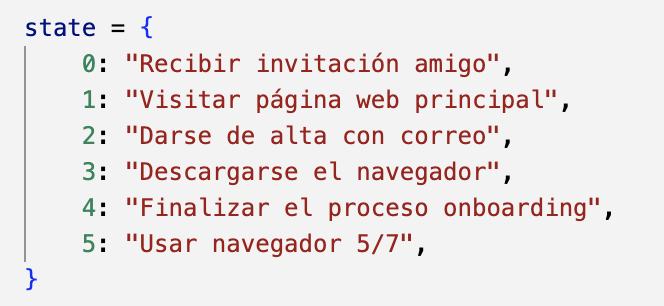 state = {
0: "Recibir invitación amigo",
1: "Visitar página web principal",
2: "Darse de alta con correo",
3: "Descargarse el navegador",
4: "Finalizar el proceso onboarding",
5: "Usar navegador 5/7",
}